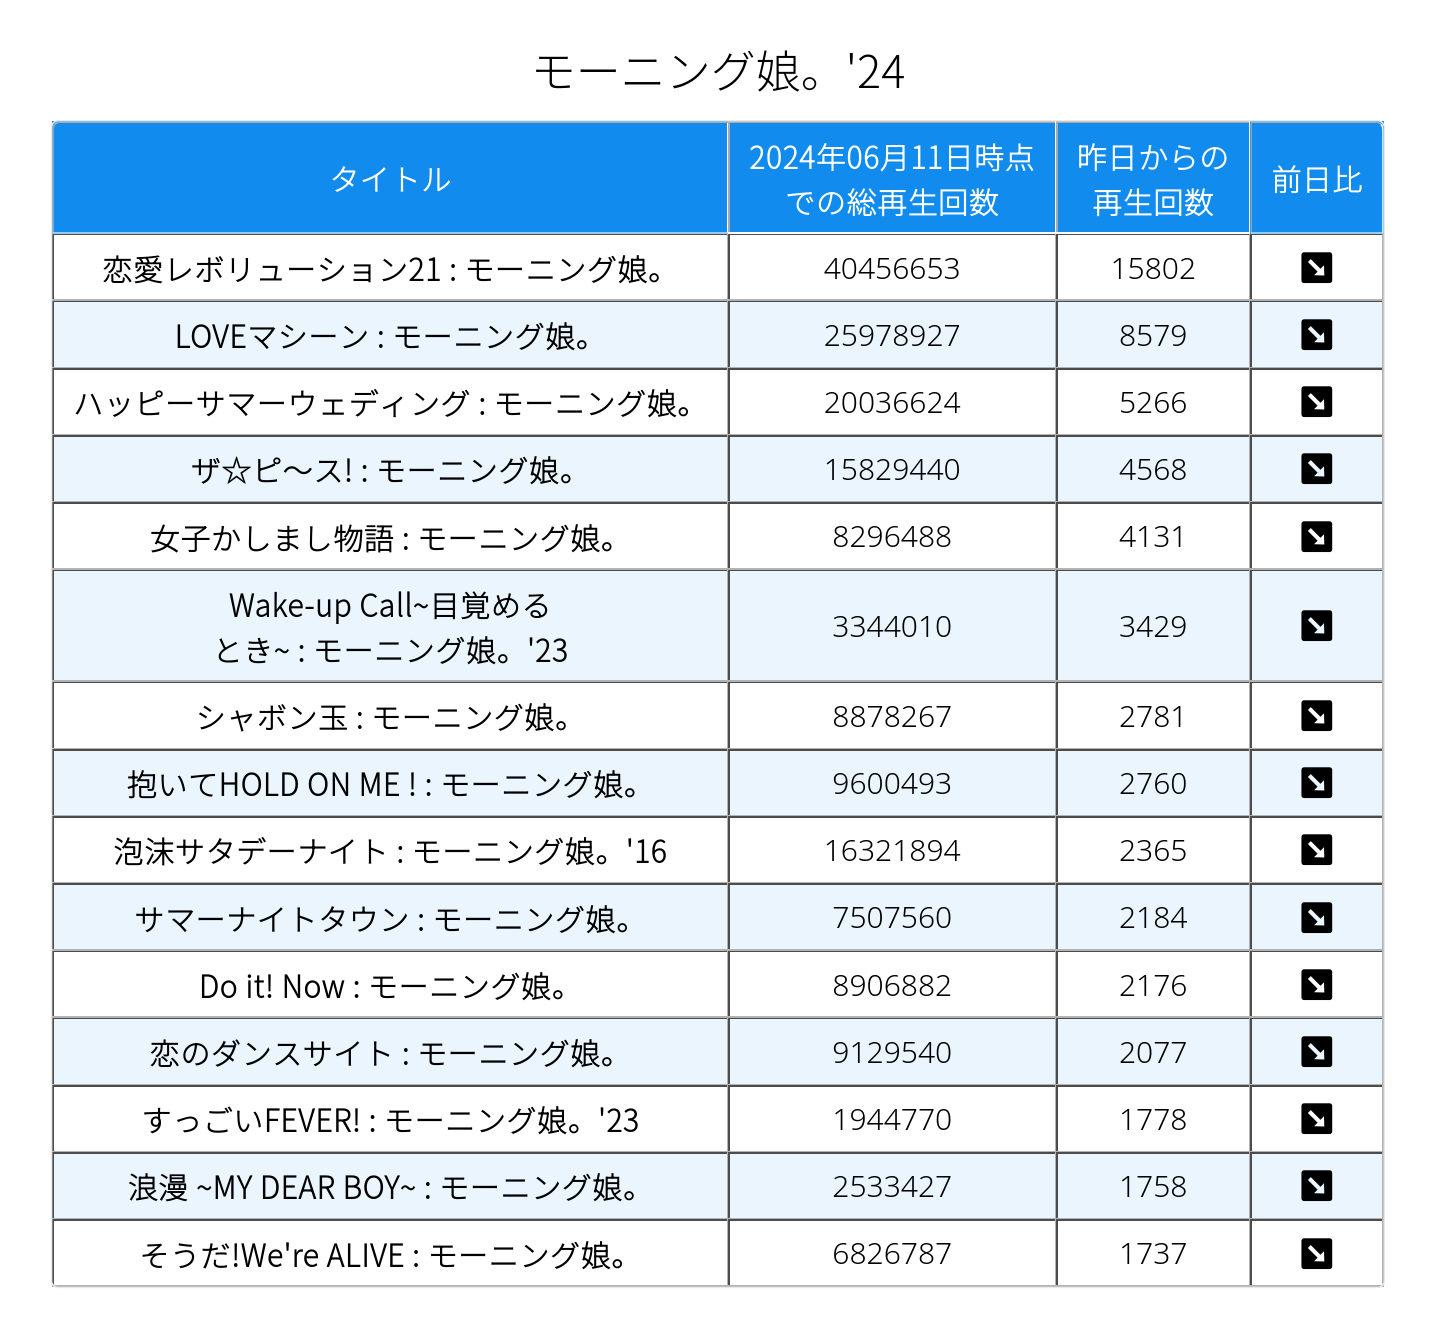 モーニング娘。'24
タイトル
2024年06月11日時点
での総再生回数
昨日からの
再生回数
前日比
恋愛レボリューション21 : モーニング娘。 40456653 15802
LOVEマシーン : モーニング娘。 25978927 8579
ハッピーサマーウェディング : モーニング娘。 20036624 5266
ザ☆ピ～ス! : モーニング娘。 15829440 4568
女子かしまし物語 : モーニング娘。 8296488 4131
Wake-up Call~目覚める
とき~ : モーニング娘。'23 3344010 3429
シャボン玉 : モーニング娘。 8878267 2781
抱いてHOLD ON ME ! : モーニング娘。 9600493 2760
泡沫サタデーナイト : モーニング娘。'16 16321894 2365
サマーナイトタウン : モーニング娘。 7507560 2184
Do it! Now : モーニング娘。 8906882 2176
恋のダンスサイト : モーニング娘。 9129540 2077
すっごいFEVER! : モーニング娘。'23 1944770 1778
浪漫 ~MY DEAR BOY~ : モーニング娘。 2533427 1758
そうだ!We're ALIVE : モーニング娘。 6826787 1737